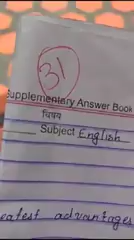 31
Supplementary Answer Book
विषय
Subject English
eatest advantages